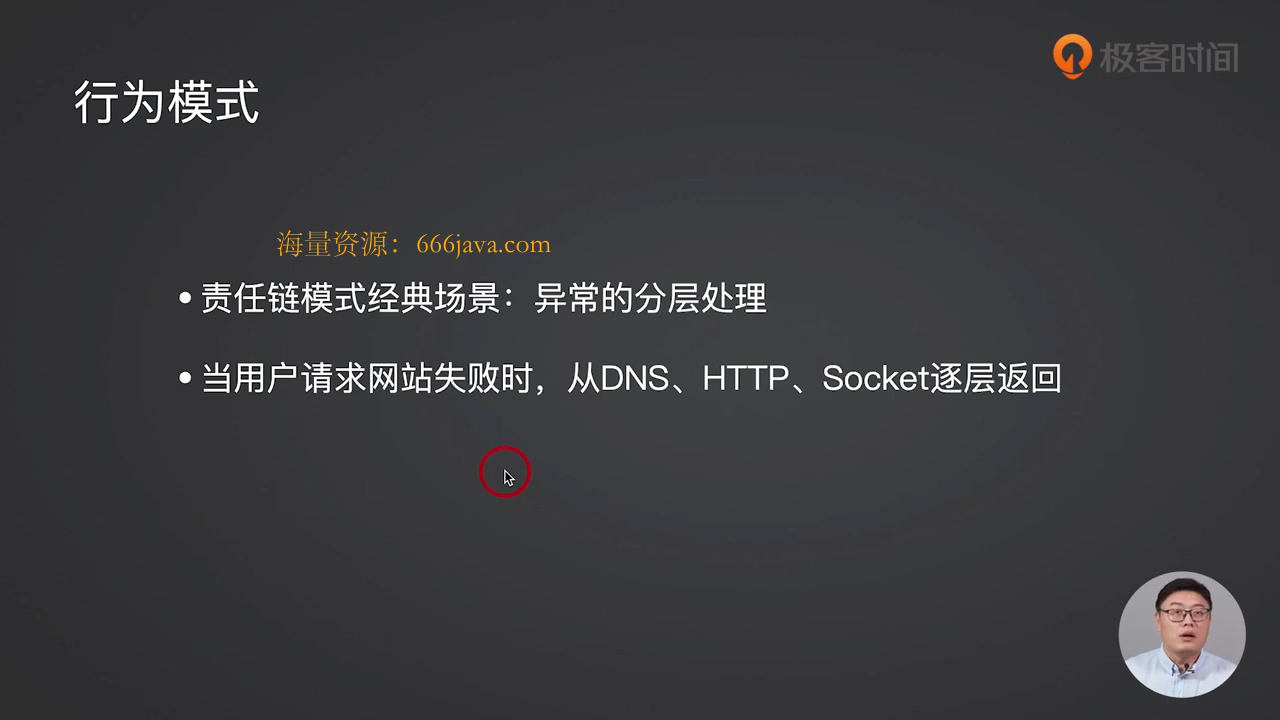 极客时间
行为模式
海量资源：666java.com
• 责任链模式经典场景：异常的分层处理
• 当用户请求网站失败时，从DNS、HTTP、Socket逐层返回